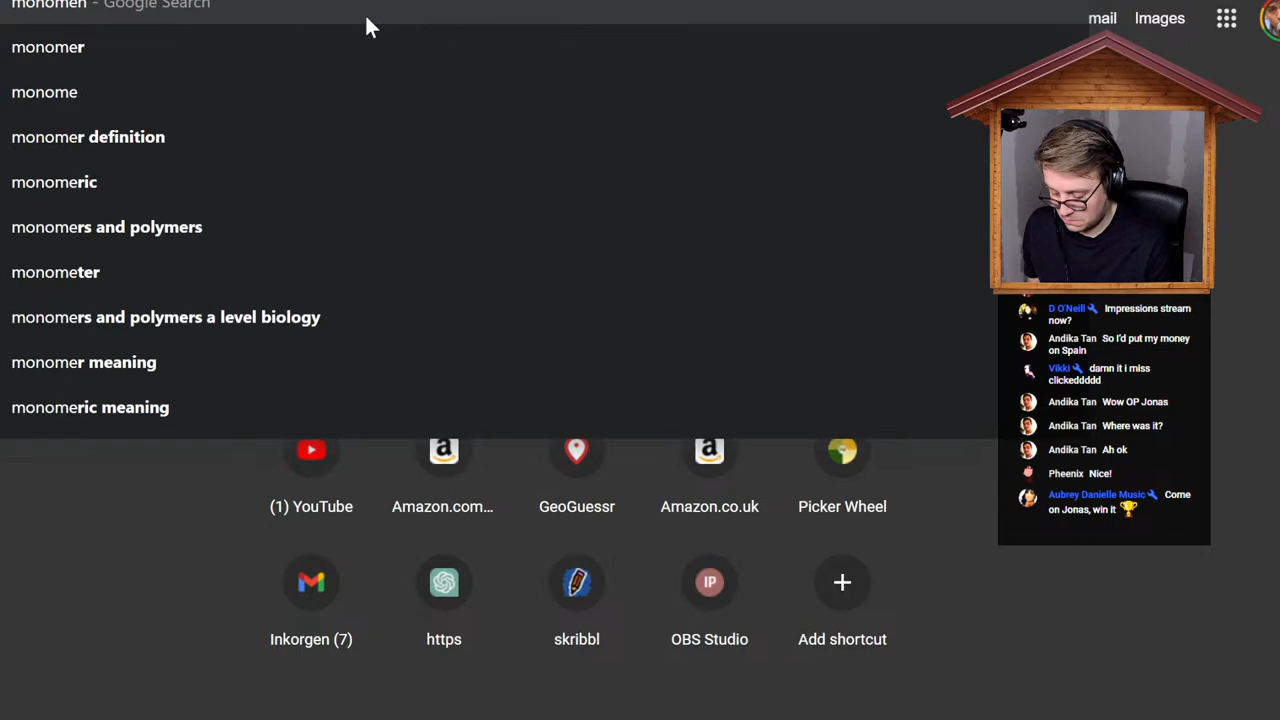 monomen - Google Search
mail Images
monomer
monome
monomer definition
monomeric
monomers and polymers
monometer
monomers and polymers a level biology
monomer meaning
monomeric meaning
(1) YouTube
Amazon.com...
GeoGuessr
Amazon.co.uk
Picker Wheel
Inkorgen (7)
https
skribbl
IP
OBS Studio
Add shortcut
D O'Neill Impressions stream
now?
Andika Tan So I'd put my money
on Spain
Vikki damn it i miss
clickeddddd
Andika Tan Wow OP Jonas
Andika Tan Where was it?
Andika Tan Ah ok
Pheenix Nice!
Aubrey Danielle Music Come
on Jonas, win it